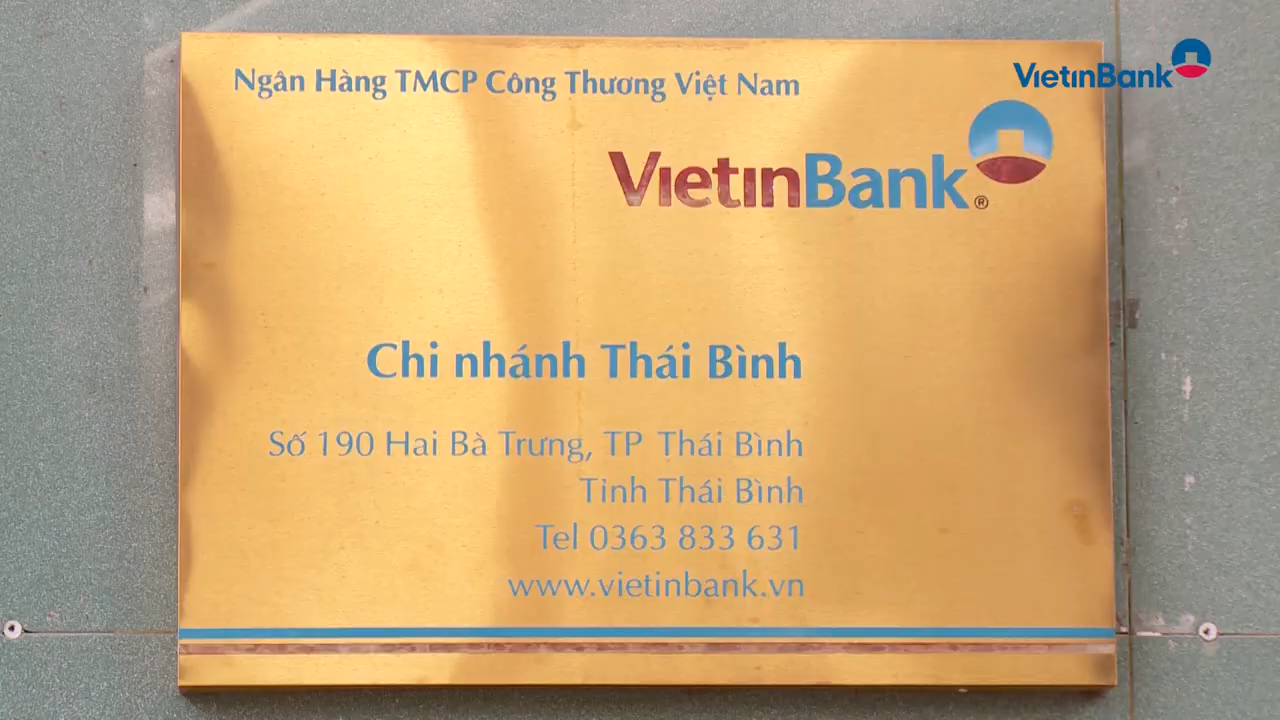 VietinBank
Ngân Hàng TMCP Công Thương Việt Nam
VietinBank®
Chi nhánh Thái Bình
Số 190 Hai Bà Trưng, TP Thái Bình
Tỉnh Thái Bình
Tel 0363 833 631
www.vietinbank.vn